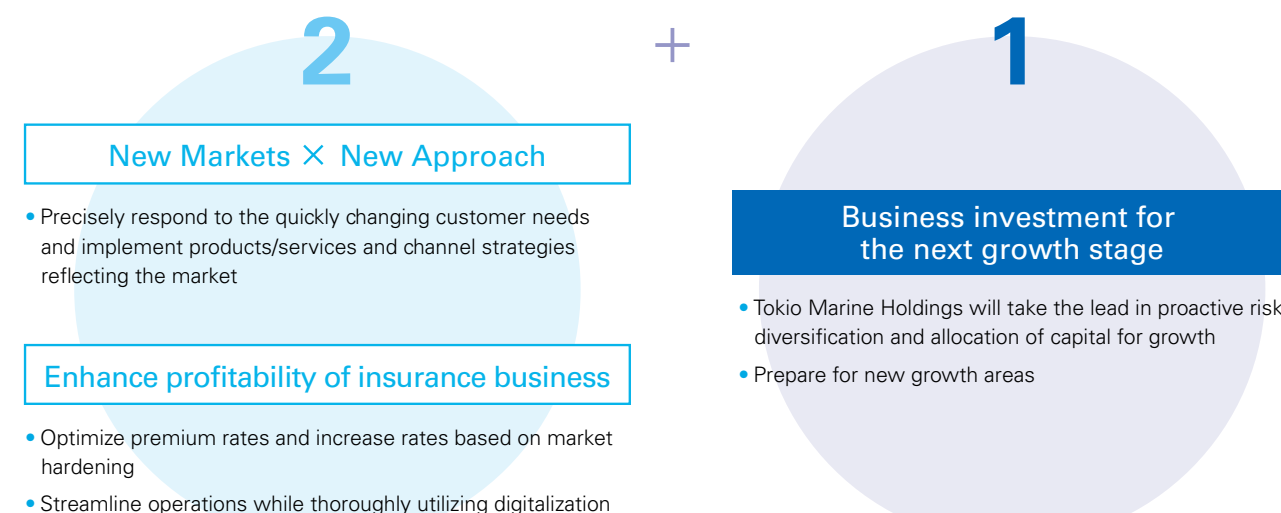 2
New Markets × New Approach
• Precisely respond to the quickly changing customer needs
and implement products/services and channel strategies
reflecting the market
Enhance profitability of insurance business
• Optimize premium rates and increase rates based on market
hardening
• Streamline operations while thoroughly utilizing digitalization
+
1
Business investment for
the next growth stage
• Tokio Marine Holdings will take the lead in proactive risk
diversification and allocation of capital for growth
• Prepare for new growth areas